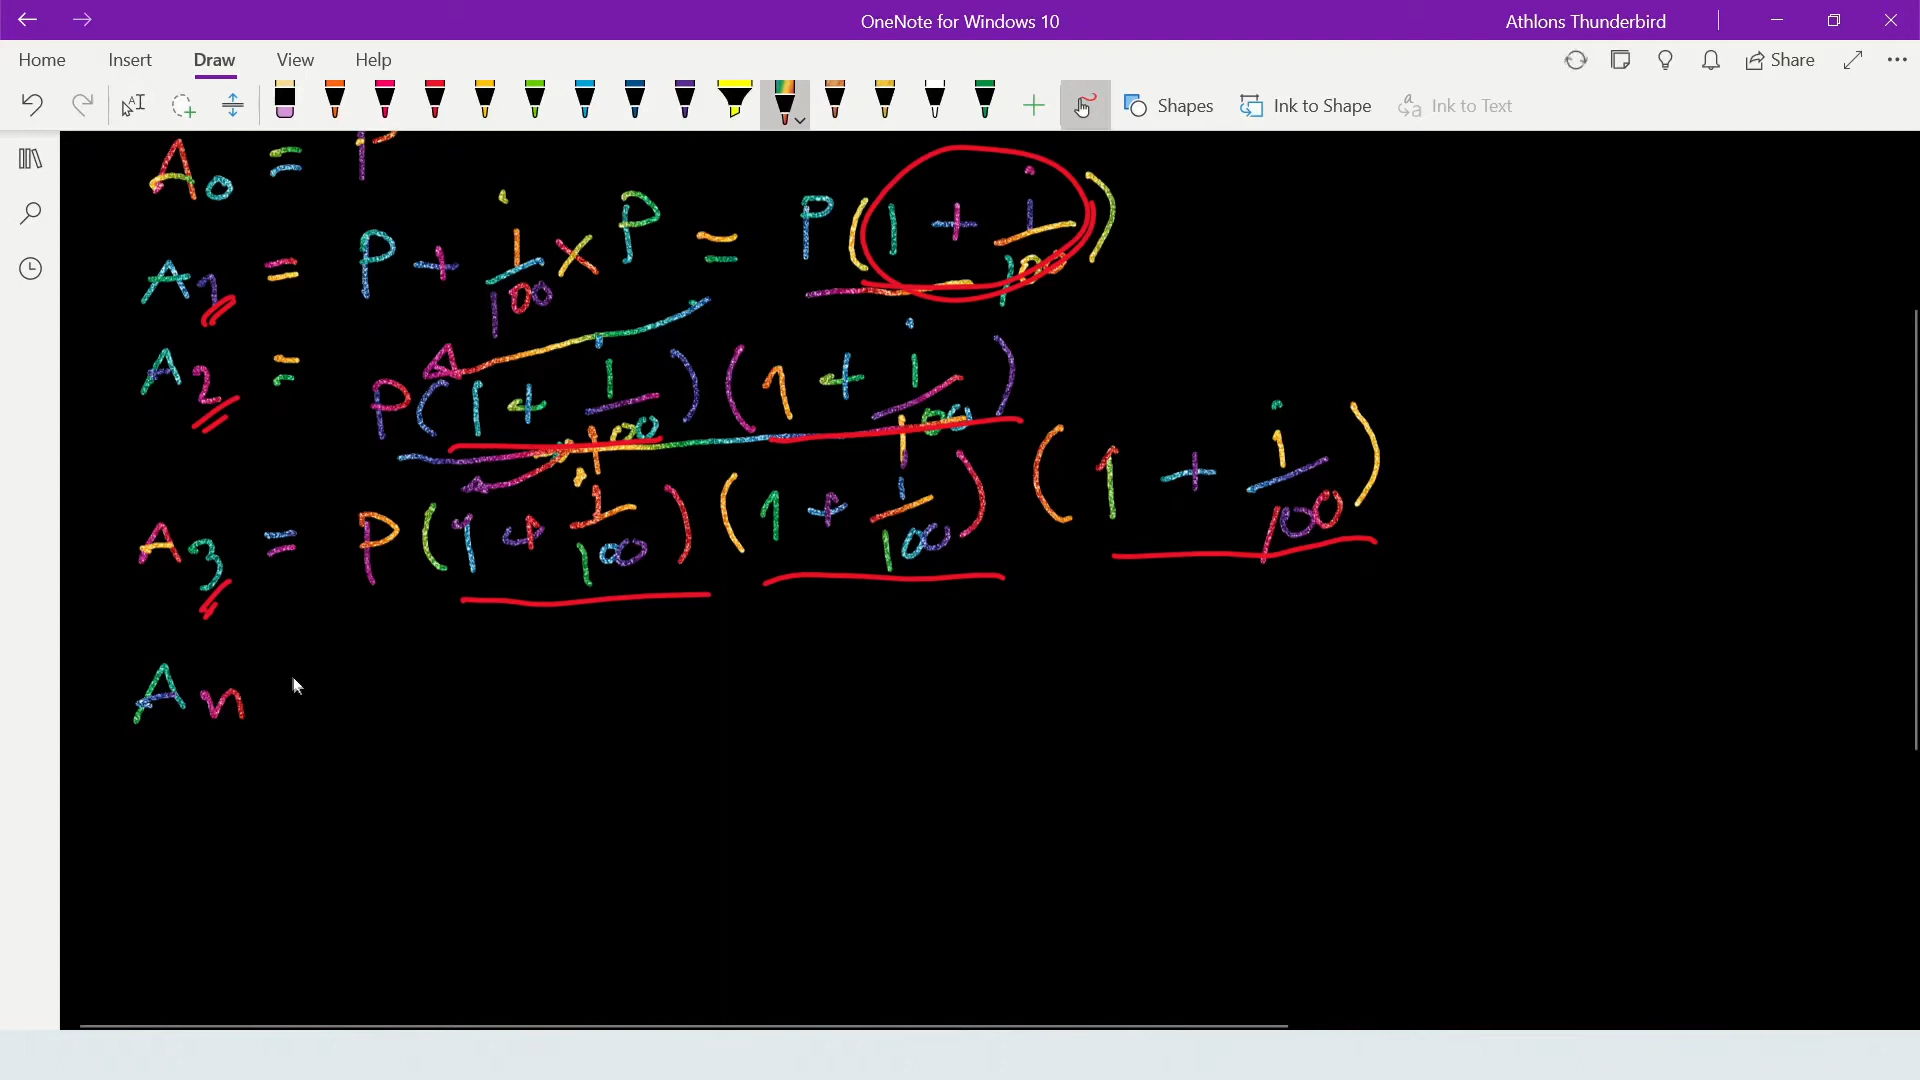 OneNote for Windows 10 Athlons Thunderbird
Home Insert Draw View Help Share
Shapes Ink to Shape Ink to Text
A₀ = P
A₁ = P + i/100 × P = P(1 + i/100)
A₂ = P(1 + i/100)(1 + i/100)
A₃ = P(1 + i/100)(1 + i/100)(1 + i/100)
Aₙ